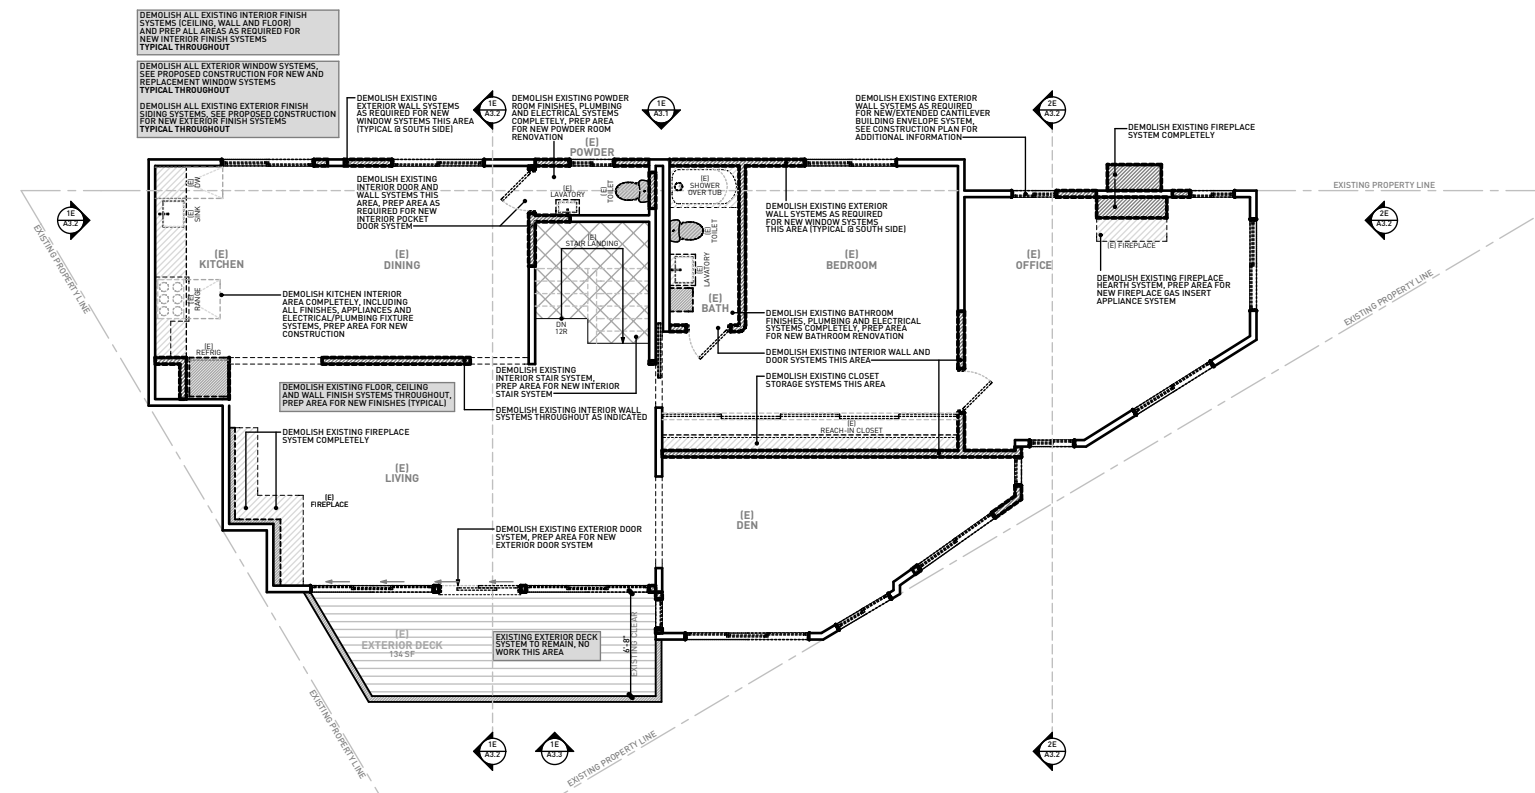 DEMOLISH ALL EXISTING INTERIOR FINISH
SYSTEMS (CEILING, WALL AND FLOOR)
AND PREP ALL AREAS AS REQUIRED FOR
NEW INTERIOR FINISH SYSTEMS
TYPICAL THROUGHOUT
DEMOLISH ALL EXTERIOR WINDOW SYSTEMS,
SEE PROPOSED CONSTRUCTION FOR NEW AND
REPLACEMENT WINDOW SYSTEMS
TYPICAL THROUGHOUT
DEMOLISH ALL EXISTING EXTERIOR FINISH
SIDING SYSTEMS, SEE PROPOSED CONSTRUCTION
FOR NEW EXTERIOR FINISH SYSTEMS
TYPICAL THROUGHOUT
DEMOLISH EXISTING
EXTERIOR WALL SYSTEMS
AS REQUIRED FOR NEW
WINDOW SYSTEMS THIS AREA
(TYPICAL @ SOUTH SIDE)
1E
A3.2
DEMOLISH EXISTING POWDER
ROOM FINISHES, PLUMBING
AND ELECTRICAL SYSTEMS
COMPLETELY, PREP AREA
FOR NEW POWDER ROOM
RENOVATION
1E
A3.1
DEMOLISH EXISTING EXTERIOR
WALL SYSTEMS AS REQUIRED
FOR NEW/EXTENDED CANTILEVER
BUILDING ENVELOPE SYSTEM,
SEE CONSTRUCTION PLAN FOR
ADDITIONAL INFORMATION
2E
A3.2
DEMOLISH EXISTING FIREPLACE
SYSTEM COMPLETELY
(E)
POWDER
(E)
DW
(E)
SINK
DEMOLISH EXISTING
INTERIOR DOOR AND
WALL SYSTEMS THIS
AREA, PREP AREA AS
REQUIRED FOR NEW
INTERIOR POCKET
DOOR SYSTEM
(E)
LAVATORY
(E)
TOILET
(E)
SHOWER
OVER TUB
EXISTING PROPERTY LINE
1E
A3.2
2E
A3.2
DEMOLISH EXISTING EXTERIOR
WALL SYSTEMS AS REQUIRED
FOR NEW WINDOW SYSTEMS
THIS AREA (TYPICAL @ SOUTH SIDE)
(E)
TOILET
(E)
STAIR LANDING
(E) FIREPLACE
(E)
KITCHEN
(E)
DINING
(E)
LAVATORY
(E)
BEDROOM
(E)
OFFICE
EXISTING PROPERTY LINE
EXISTING PROPERTY LINE
(E)
RANGE
DEMOLISH KITCHEN INTERIOR
AREA COMPLETELY, INCLUDING
ALL FINISHES, APPLIANCES AND
ELECTRICAL/PLUMBING FIXTURE
SYSTEMS, PREP AREA FOR NEW
CONSTRUCTION
DEMOLISH EXISTING FIREPLACE
HEARTH SYSTEM, PREP AREA FOR
NEW FIREPLACE GAS INSERT
APPLIANCE SYSTEM
(E)
BATH
DN
12R
DEMOLISH EXISTING BATHROOM
FINISHES, PLUMBING AND ELECTRICAL
SYSTEMS COMPLETELY, PREP AREA
FOR NEW BATHROOM RENOVATION
(E)
REFRIG
DEMOLISH EXISTING INTERIOR WALL AND
DOOR SYSTEMS THIS AREA
DEMOLISH EXISTING
INTERIOR STAIR SYSTEM,
PREP AREA FOR NEW INTERIOR
STAIR SYSTEM
DEMOLISH EXISTING CLOSET
STORAGE SYSTEMS THIS AREA
DEMOLISH EXISTING FLOOR, CEILING
AND WALL FINISH SYSTEMS THROUGHOUT,
PREP AREA FOR NEW FINISHES (TYPICAL)
DEMOLISH EXISTING INTERIOR WALL
SYSTEMS THROUGHOUT AS INDICATED
(E)
REACH-IN CLOSET
DEMOLISH EXISTING FIREPLACE
SYSTEM COMPLETELY
(E)
LIVING
(E)
FIREPLACE
(E)
DEN
DEMOLISH EXISTING EXTERIOR DOOR
SYSTEM, PREP AREA FOR NEW
EXTERIOR DOOR SYSTEM
(E)
EXTERIOR DECK
134 SF
EXISTING EXTERIOR DECK
SYSTEM TO REMAIN, NO
WORK THIS AREA
6'-8"
EXISTING CLEAR
EXISTING PROPERTY LINE
EXISTING PROPERTY LINE
1E
A3.2
1E
A3.3
2E
A3.2